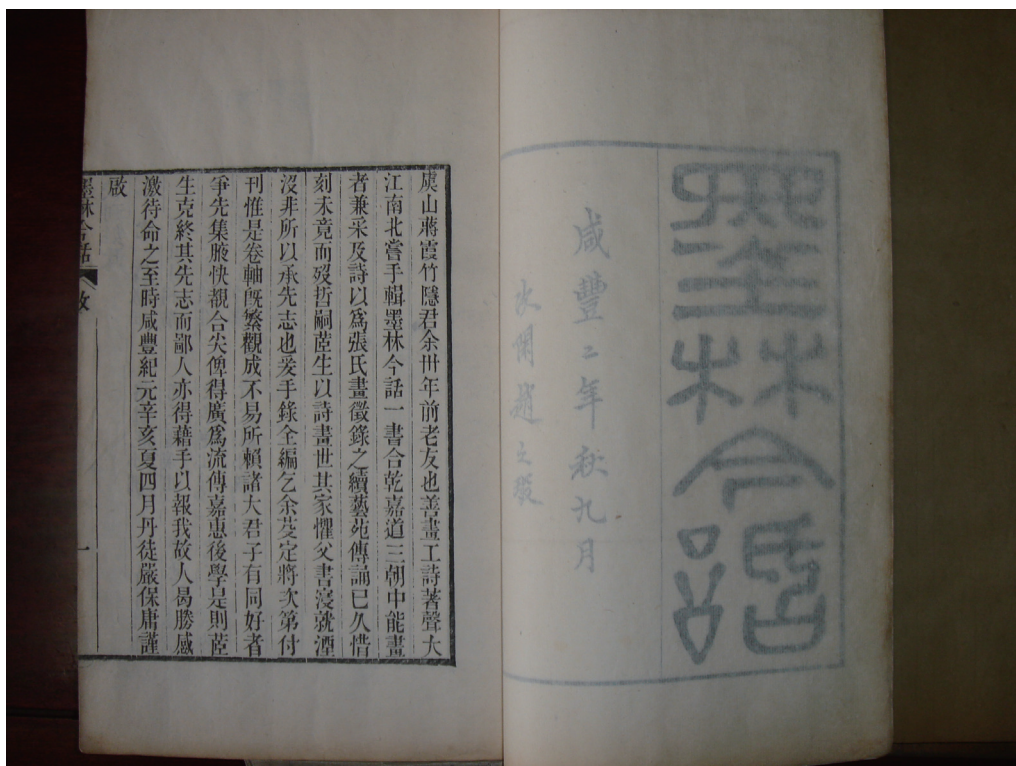 墨林今話
咸豐二年秋九月
次閑趙之琛
虞山蔣霞竹隱君余卅年前老友也善畫工詩著聲大
江南北嘗手輯墨林今話一書合乾嘉道三朝中能畫
者兼采及詩以爲張氏畫徵錄之續藝苑傳誦已久惜
刻未竟而歿哲嗣茝生以詩畫世其家懼父書寖就湮
沒非所以承先志也爰手錄全編乞余芟定將次第付
刊惟是卷軸旣繁觀成不易所賴諸大君子有同好者
爭先集腋快覩合尖俾得廣爲流傳嘉惠後學是則茝
生克終其先志而鄙人亦得藉手以報我故人曷勝感
激待命之至時咸豐紀元辛亥夏四月丹徒嚴保庸謹
啟
墨林今話 啟 一